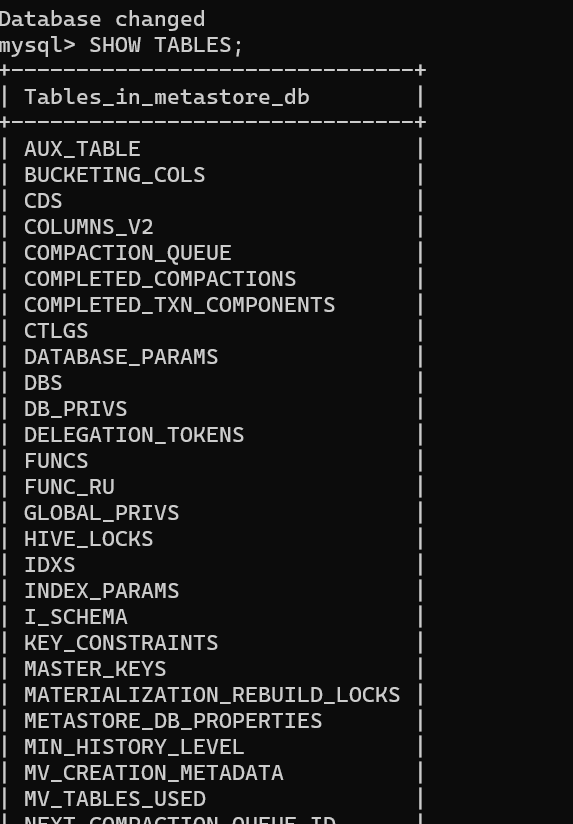 Database changed
mysql> SHOW TABLES;
+-------------------------------+
| Tables_in_metastore_db |
+-------------------------------+
| AUX_TABLE |
| BUCKETING_COLS |
| CDS |
| COLUMNS_V2 |
| COMPACTION_QUEUE |
| COMPLETED_COMPACTIONS |
| COMPLETED_TXN_COMPONENTS |
| CTLGS |
| DATABASE_PARAMS |
| DBS |
| DB_PRIVS |
| DELEGATION_TOKENS |
| FUNCS |
| FUNC_RU |
| GLOBAL_PRIVS |
| HIVE_LOCKS |
| IDXS |
| INDEX_PARAMS |
| I_SCHEMA |
| KEY_CONSTRAINTS |
| MASTER_KEYS |
| MATERIALIZATION_REBUILD_LOCKS |
| METASTORE_DB_PROPERTIES |
| MIN_HISTORY_LEVEL |
| MV_CREATION_METADATA |
| MV_TABLES_USED |
| NEXT_COMPACTION_QUEUE_ID |